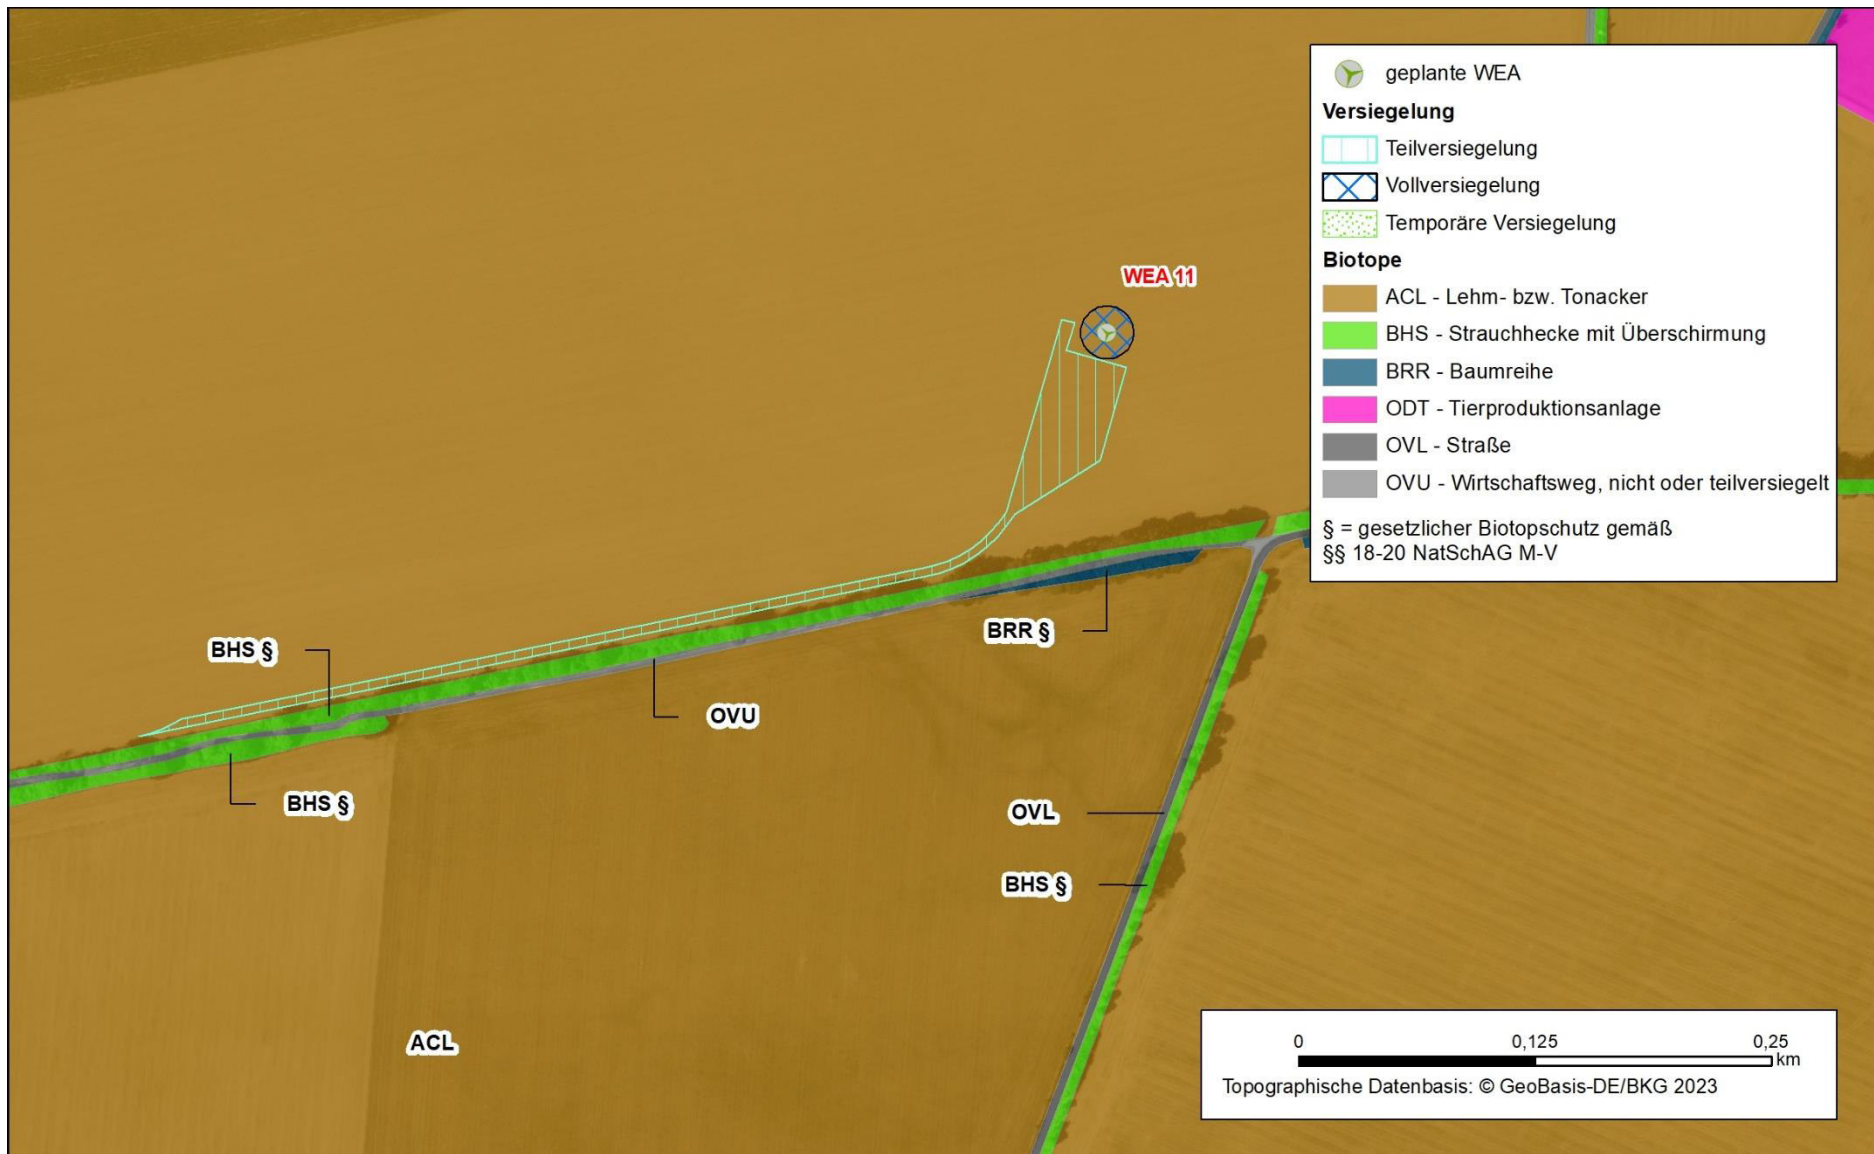 geplante WEA
Versiegelung
Teilversiegelung
Vollversiegelung
Temporäre Versiegelung
Biotope
ACL - Lehm- bzw. Tonacker
BHS - Strauchhecke mit Überschirmung
BRR - Baumreihe
ODT - Tierproduktionsanlage
OVL - Straße
OVU - Wirtschaftsweg, nicht oder teilversiegelt
§ = gesetzlicher Biotopschutz gemäß
§§ 18-20 NatSchAG M-V
WEA 11
BHS §
BRR §
OVU
BHS §
OVL
BHS §
ACL
0 0,125 0,25
km
Topographische Datenbasis: © GeoBasis-DE/BKG 2023